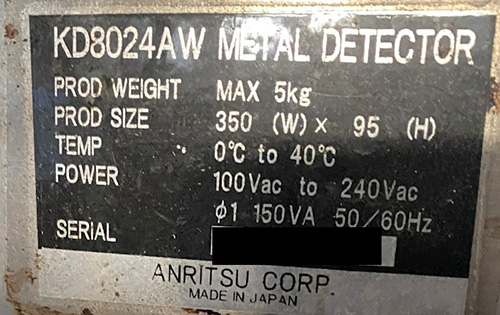 KD8024AW METAL DETECTOR
PROD WEIGHT MAX 5kg
PROD SIZE 350 (W)× 95 (H)
TEMP 0℃ to 40℃
POWER 100Vac to 240Vac
φ1 150VA 50/60Hz
SERIAL
ANRITSU CORP.
MADE IN JAPAN